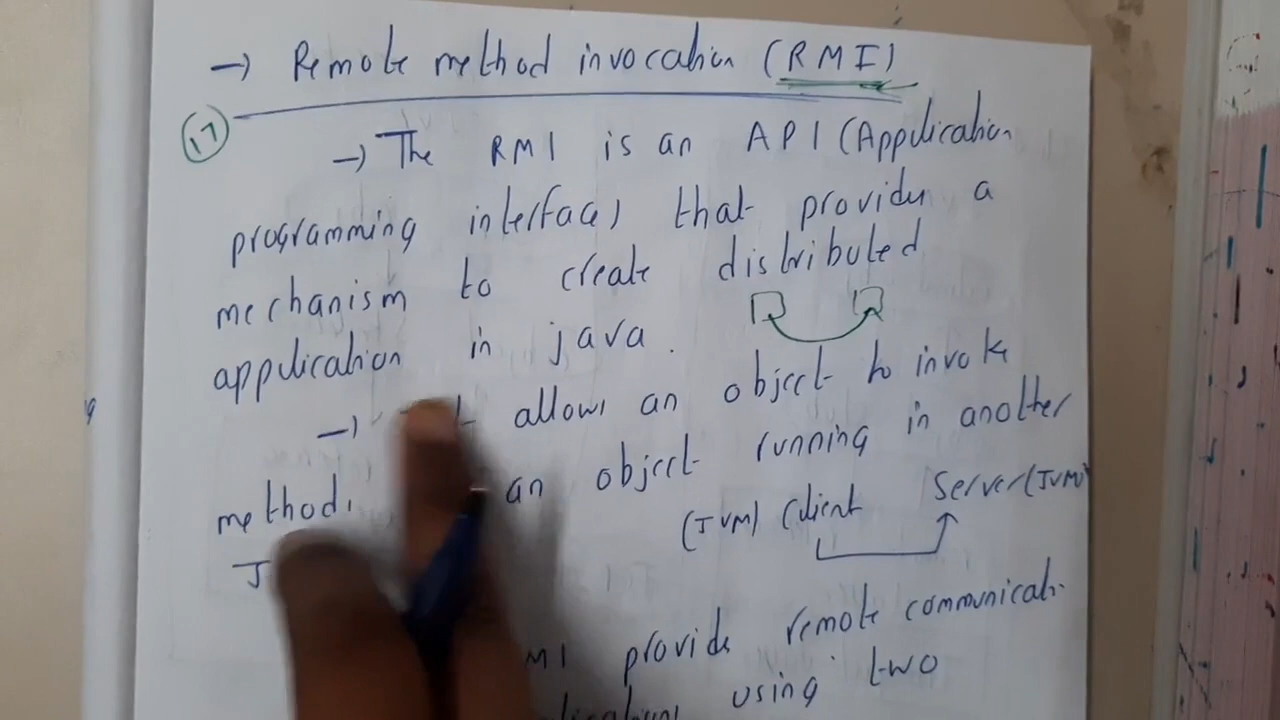 → Remote method invocation (RMI)
17
→ The RMI is an API (Application
programming interface) that provides a
mechanism to create distributed
application in java.
→ allows an object to invoke
methods an object running in another
(JVM) Client Server(JVM)
J
MI provide remote communicati-
using two